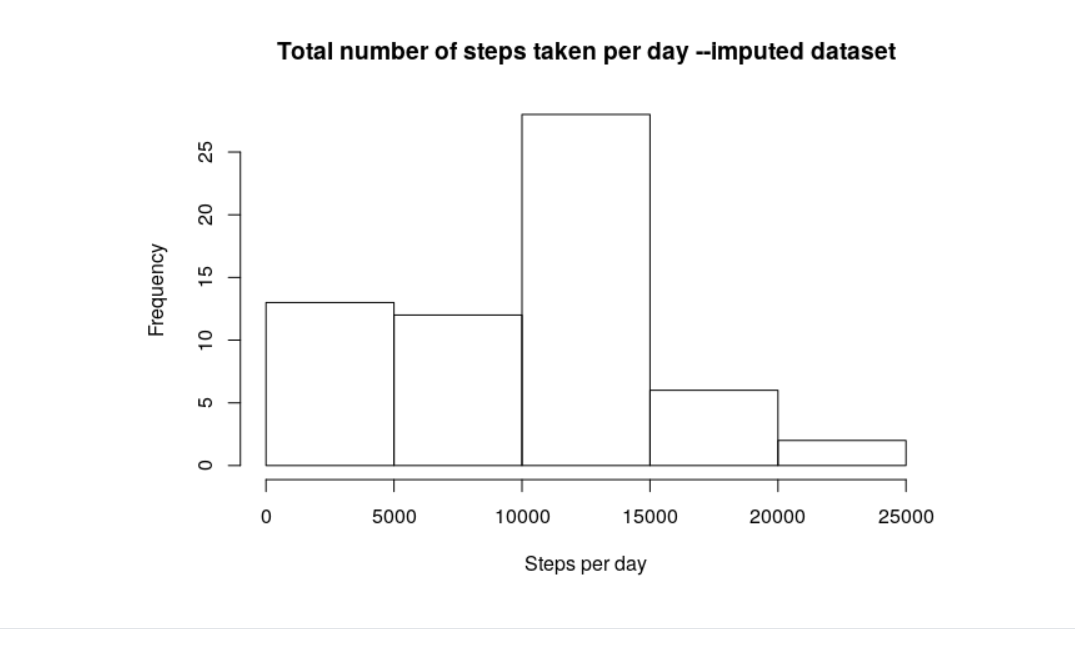 Total number of steps taken per day --imputed dataset
Frequency
25
20
15
10
5
0
0 5000 10000 15000 20000 25000
Steps per day